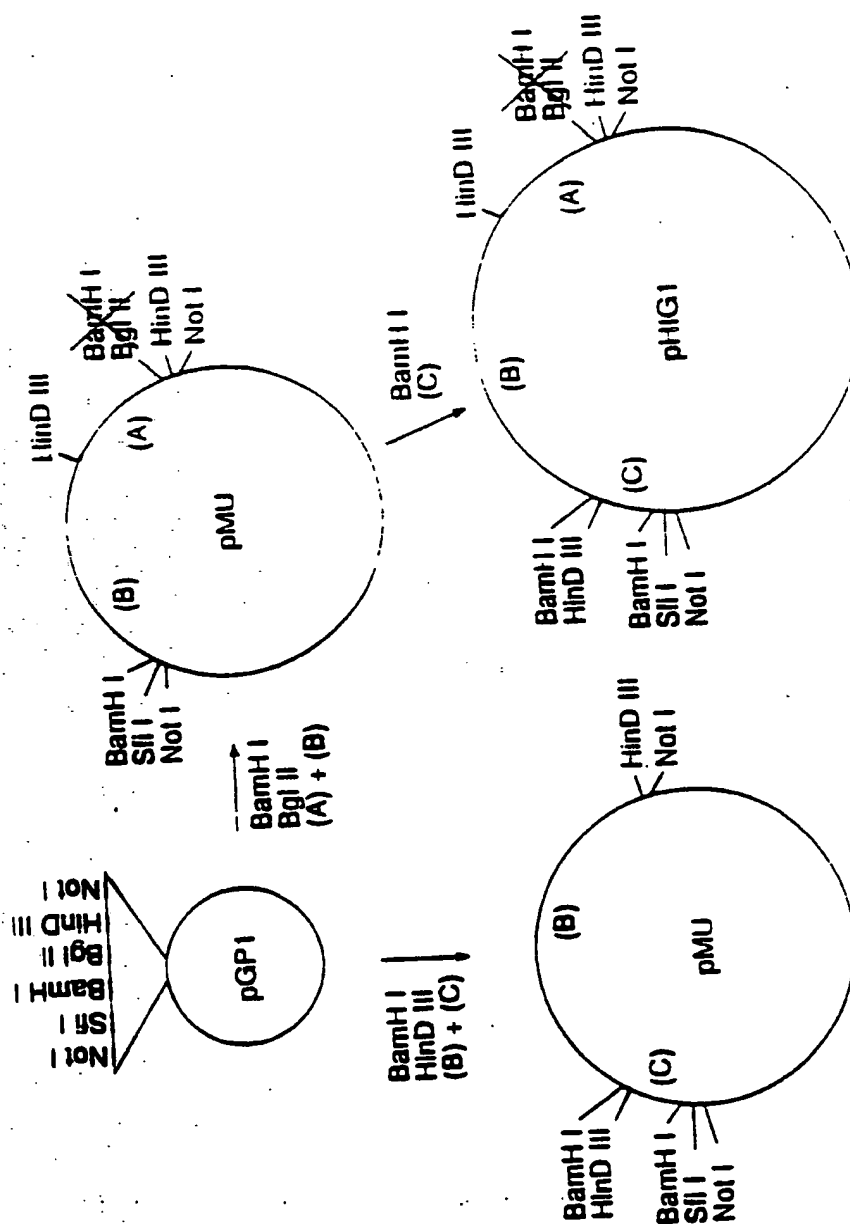 Not I
Sfi I
BamH I
Bgl II
HinD III
Not I
pGP1
BamH I
Bgl II
(A) + (B)
BamH I
Sfi I
Not I
(B)
pMU
(A)
HinD III
BamH I
Bgl II
HinD III
Not I
BamH I
HinD III
(B) + (C)
BamH I
(C)
BamH I
HinD III
(C)
BamH I
Sfi I
Not I
(B)
pMU
HinD III
Not I
BamH I
HinD III
(C)
BamH I
Sfi I
Not I
(B)
pHIG1
(A)
HinD III
BamH I
Bgl II
HinD III
Not I